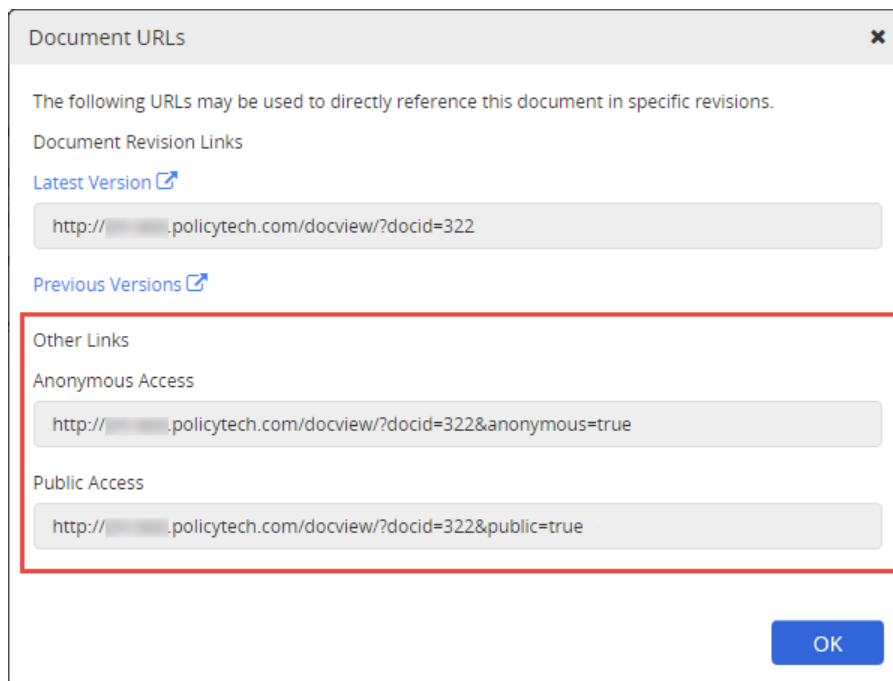 Document URLs
The following URLs may be used to directly reference this document in specific revisions.
Document Revision Links
Latest Version
http:// .policytech.com/docview/?docid=322
Previous Versions
Other Links
Anonymous Access
http:// .policytech.com/docview/?docid=322&anonymous=true
Public Access
http:// .policytech.com/docview/?docid=322&public=true
OK